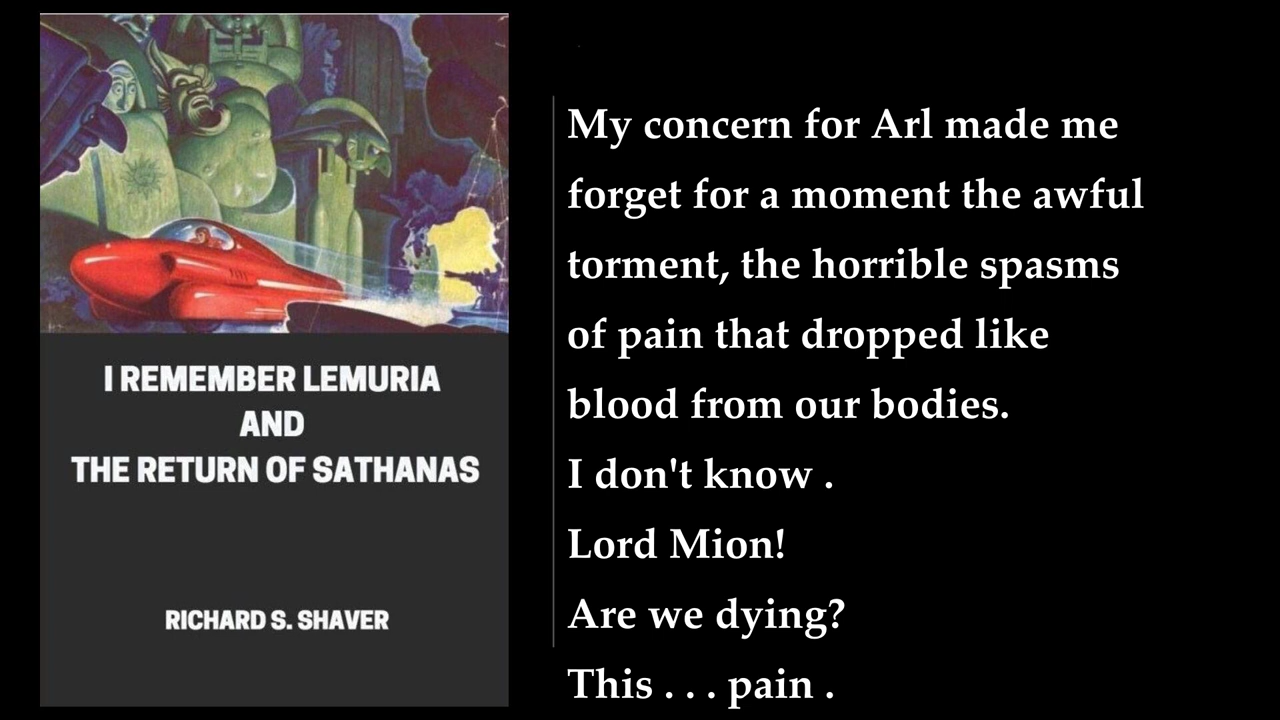 I REMEMBER LEMURIA
AND
THE RETURN OF SATHANAS
RICHARD S. SHAVER
My concern for Arl made me
forget for a moment the awful
torment, the horrible spasms
of pain that dropped like
blood from our bodies.
I don't know .
Lord Mion!
Are we dying?
This . . . pain .